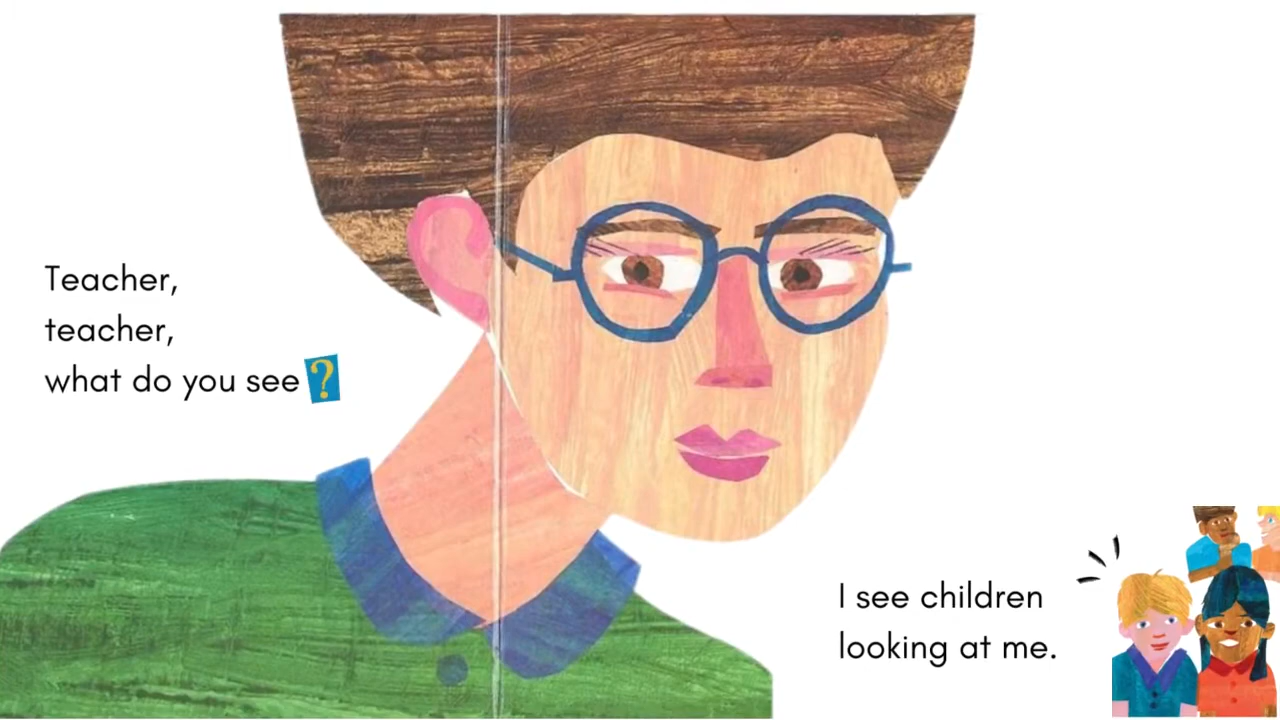 Teacher,
teacher,
what do you see?
I see children
looking at me.